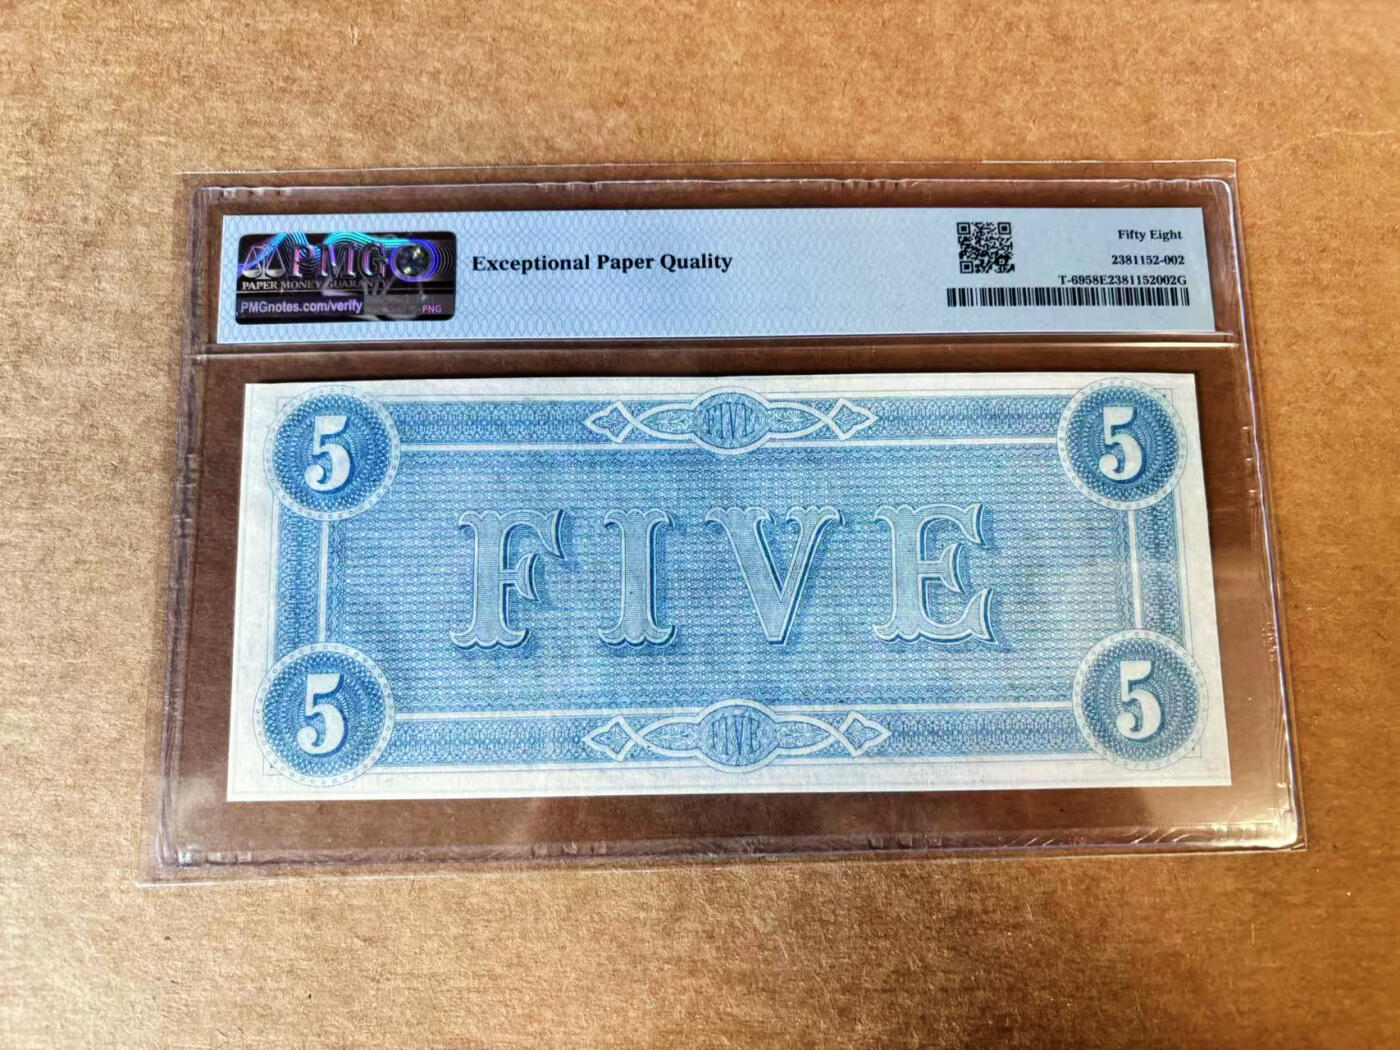 PMG
PAPER MONEY GUARANTY
PMGnotes.com/verify
PNG
Exceptional Paper Quality
Fifty Eight
2381152-002
T-6958E2381152002G
5 FIVE 5
FIVE
5 FIVE 5